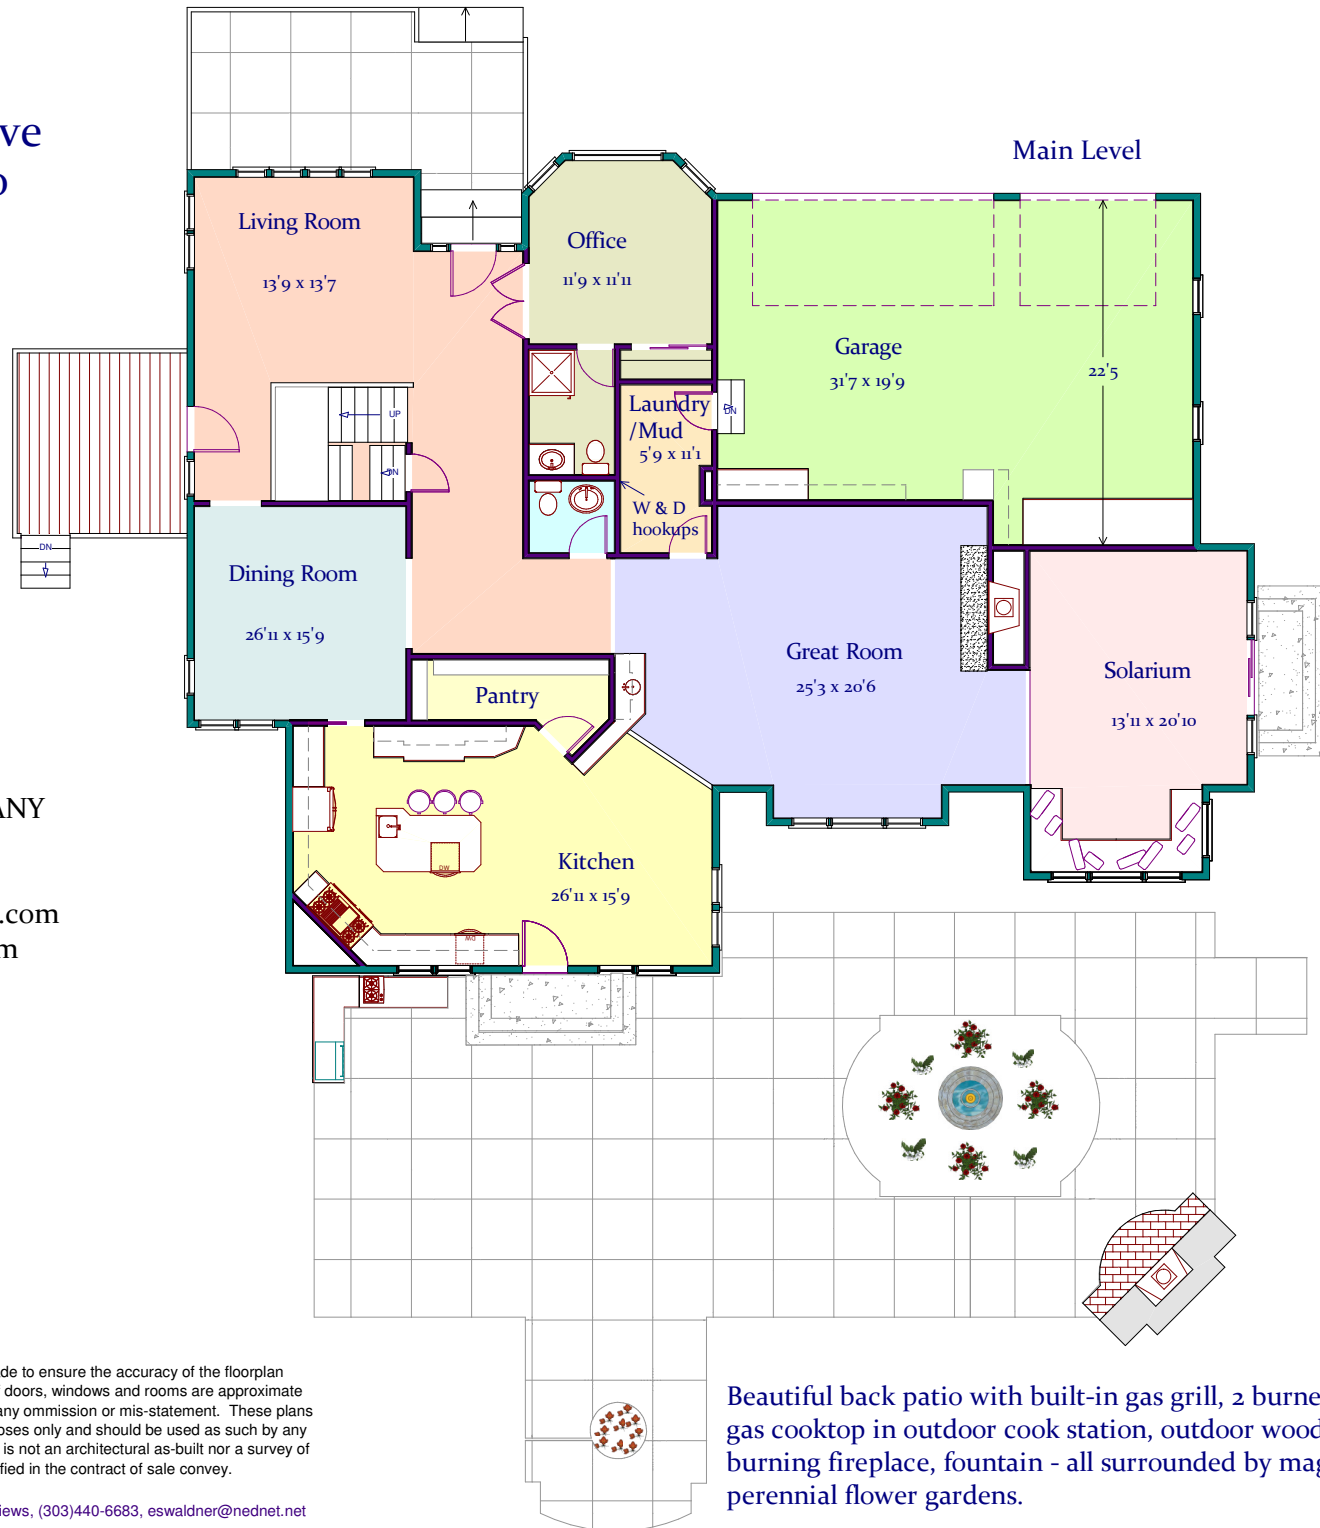 ve
o
Main Level
Living Room
13'9 x 13'7
Office
11'9 x 11'11
Garage
31'7 x 19'9
22'5
UP
DN
DN
Laundry
/Mud
5'9 x 11'1
W & D
hookups
DN
Dining Room
26'11 x 15'9
Pantry
Great Room
25'3 x 20'6
Solarium
13'11 x 20'10
Kitchen
26'11 x 15'9
DW
DW
ANY
.com
m
de to ensure the accuracy of the floorplan
f doors, windows and rooms are approximate
any ommission or mis-statement. These plans
oses only and should be used as such by any
is not an architectural as-built nor a survey of
fied in the contract of sale convey.
iews, (303)440-6683, eswaldner@nednet.net
Beautiful back patio with built-in gas grill, 2 burne
gas cooktop in outdoor cook station, outdoor wood
burning fireplace, fountain - all surrounded by mag
perennial flower gardens.